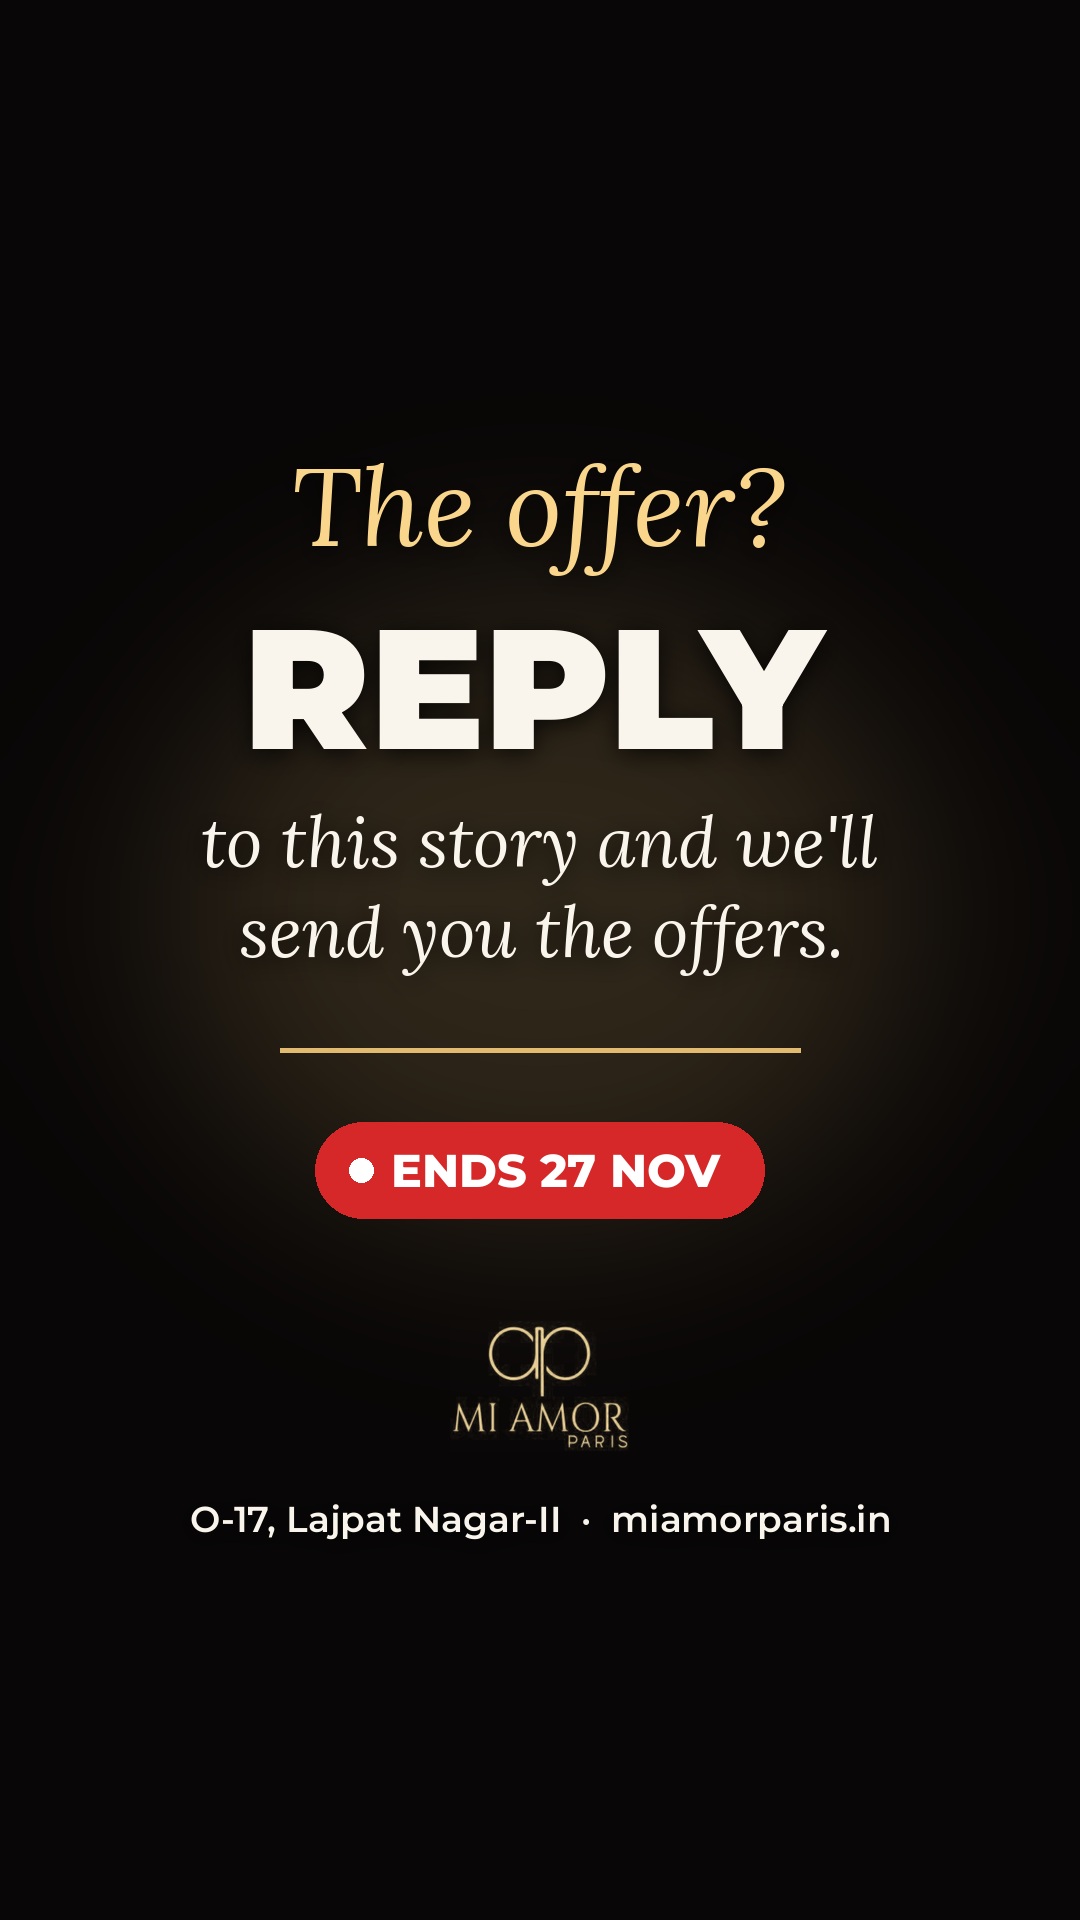 The offer?
REPLY
to this story and we'll
send you the offers.
ENDS 27 NOV
MI AMOR
PARIS
O-17, Lajpat Nagar-II · miamorparis.in